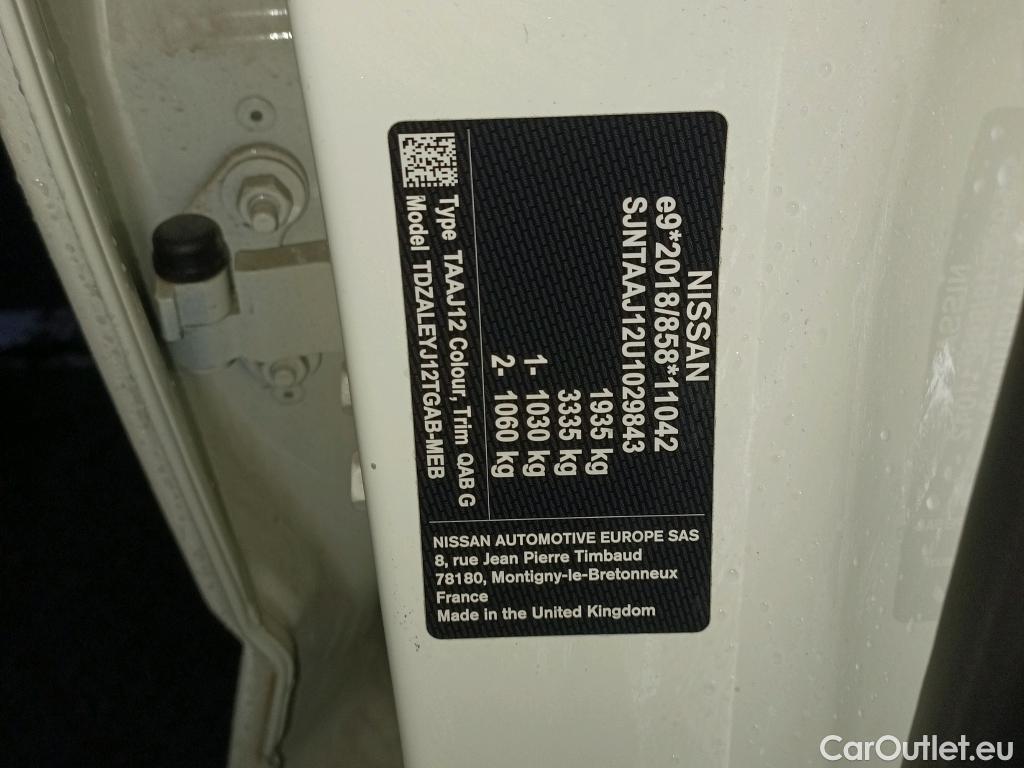 NISSAN
e9*2018/858*11042
SJNTAAJ12U1029843
1935 kg
3335 kg
1- 1030 kg
2- 1060 kg
Type TAAJ12 Colour, Trim QAB G
Model TDZALEYJ12TGAB-MEB
NISSAN AUTOMOTIVE EUROPE SAS
8, rue Jean Pierre Timbaud
78180, Montigny-le-Bretonneux
France
Made in the United Kingdom
CarOutlet.eu